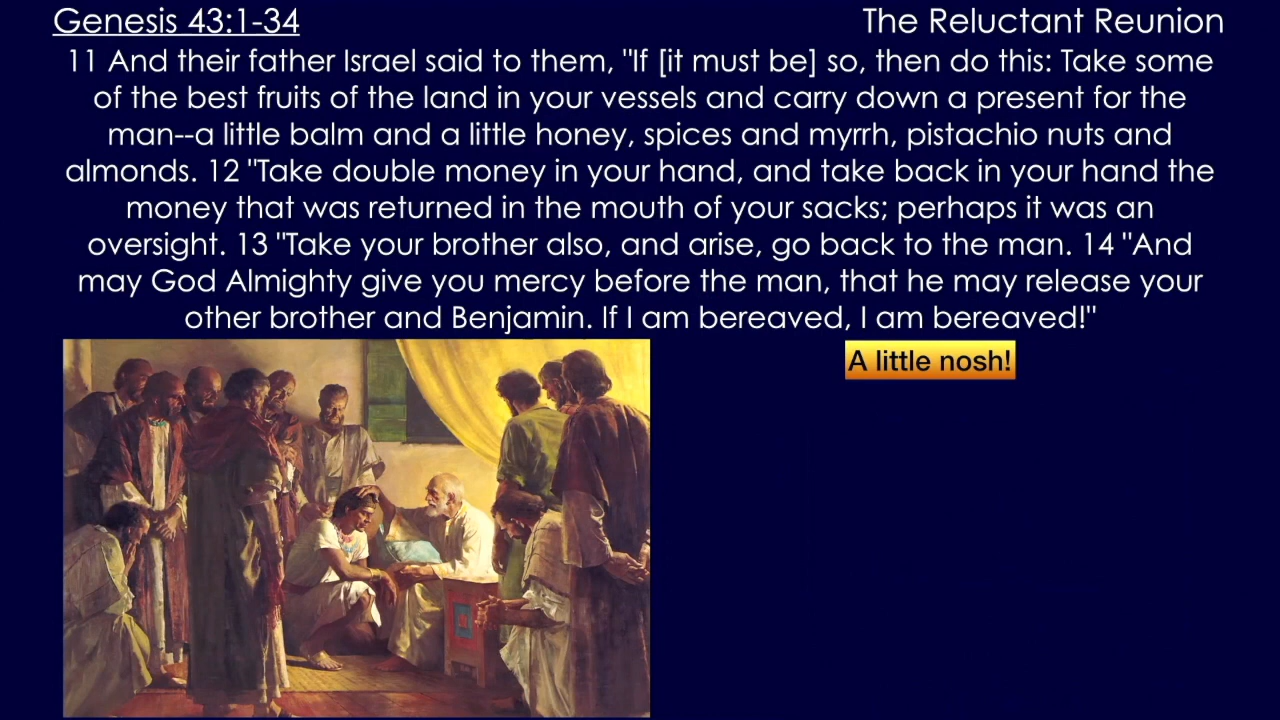 Genesis 43:1-34
The Reluctant Reunion
11 And their father Israel said to them, "If [it must be] so, then do this: Take some
of the best fruits of the land in your vessels and carry down a present for the
man--a little balm and a little honey, spices and myrrh, pistachio nuts and
almonds. 12 "Take double money in your hand, and take back in your hand the
money that was returned in the mouth of your sacks; perhaps it was an
oversight. 13 "Take your brother also, and arise, go back to the man. 14 "And
may God Almighty give you mercy before the man, that he may release your
other brother and Benjamin. If I am bereaved, I am bereaved!"
A little nosh!